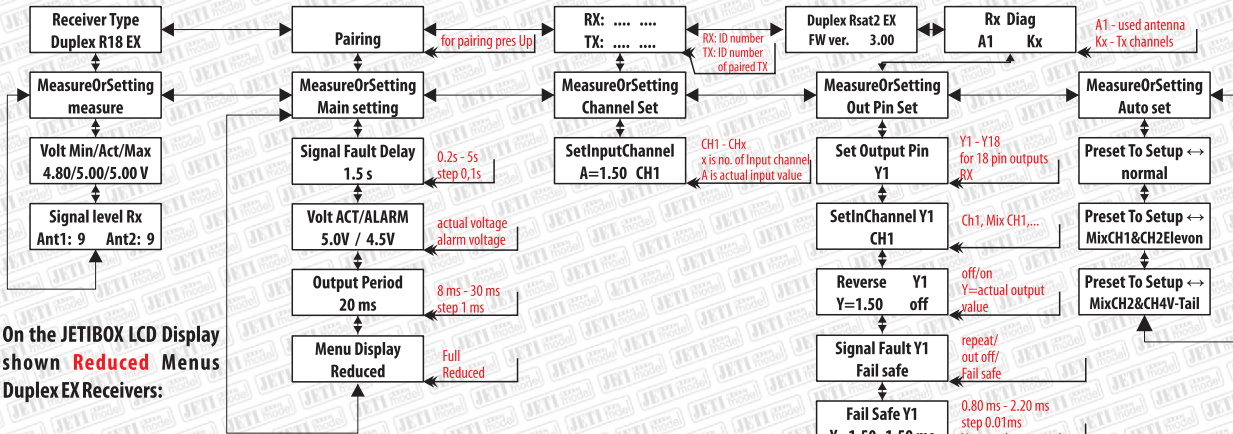 Receiver Type
Duplex R18 EX
Pairing
for pairing pres Up
RX: .... ....
TX: .... ....
RX: ID number
TX: ID number
of paired TX
Duplex Rsat2 EX
FW ver. 3.00
Rx Diag
A1 Kx
A1 - used antenna
Kx - Tx channels
MeasureOrSetting
measure
MeasureOrSetting
Main setting
MeasureOrSetting
Channel Set
MeasureOrSetting
Out Pin Set
MeasureOrSetting
Auto set
Volt Min/Act/Max
4.80/5.00/5.00 V
Signal Fault Delay
1.5 s
0.2s - 5s
step 0,1s
SetInputChannel
A=1.50 CH1
CH1 - CHx
x is no. of Input channel
A is actual input value
Set Output Pin
Y1
Y1 - Y18
for 18 pin outputs
RX
Preset To Setup ↔
normal
Signal level Rx
Ant1: 9 Ant2: 9
Volt ACT/ALARM
5.0V / 4.5V
actual voltage
alarm voltage
SetInChannel Y1
CH1
Ch1, Mix CH1,...
Preset To Setup ↔
MixCH1&CH2Elevon
Output Period
20 ms
8 ms - 30 ms
step 1 ms
Reverse Y1
Y=1.50 off
off/on
Y=actual output
value
Preset To Setup ↔
MixCH2&CH4V-Tail
On the JETIBOX LCD Display
shown Reduced Menus
Duplex EX Receivers:
Menu Display
Reduced
Full
Reduced
Signal Fault Y1
Fail safe
repeat/
out off/
Fail safe
Fail Safe Y1
0.80 ms - 2.20 ms
step 0.01ms